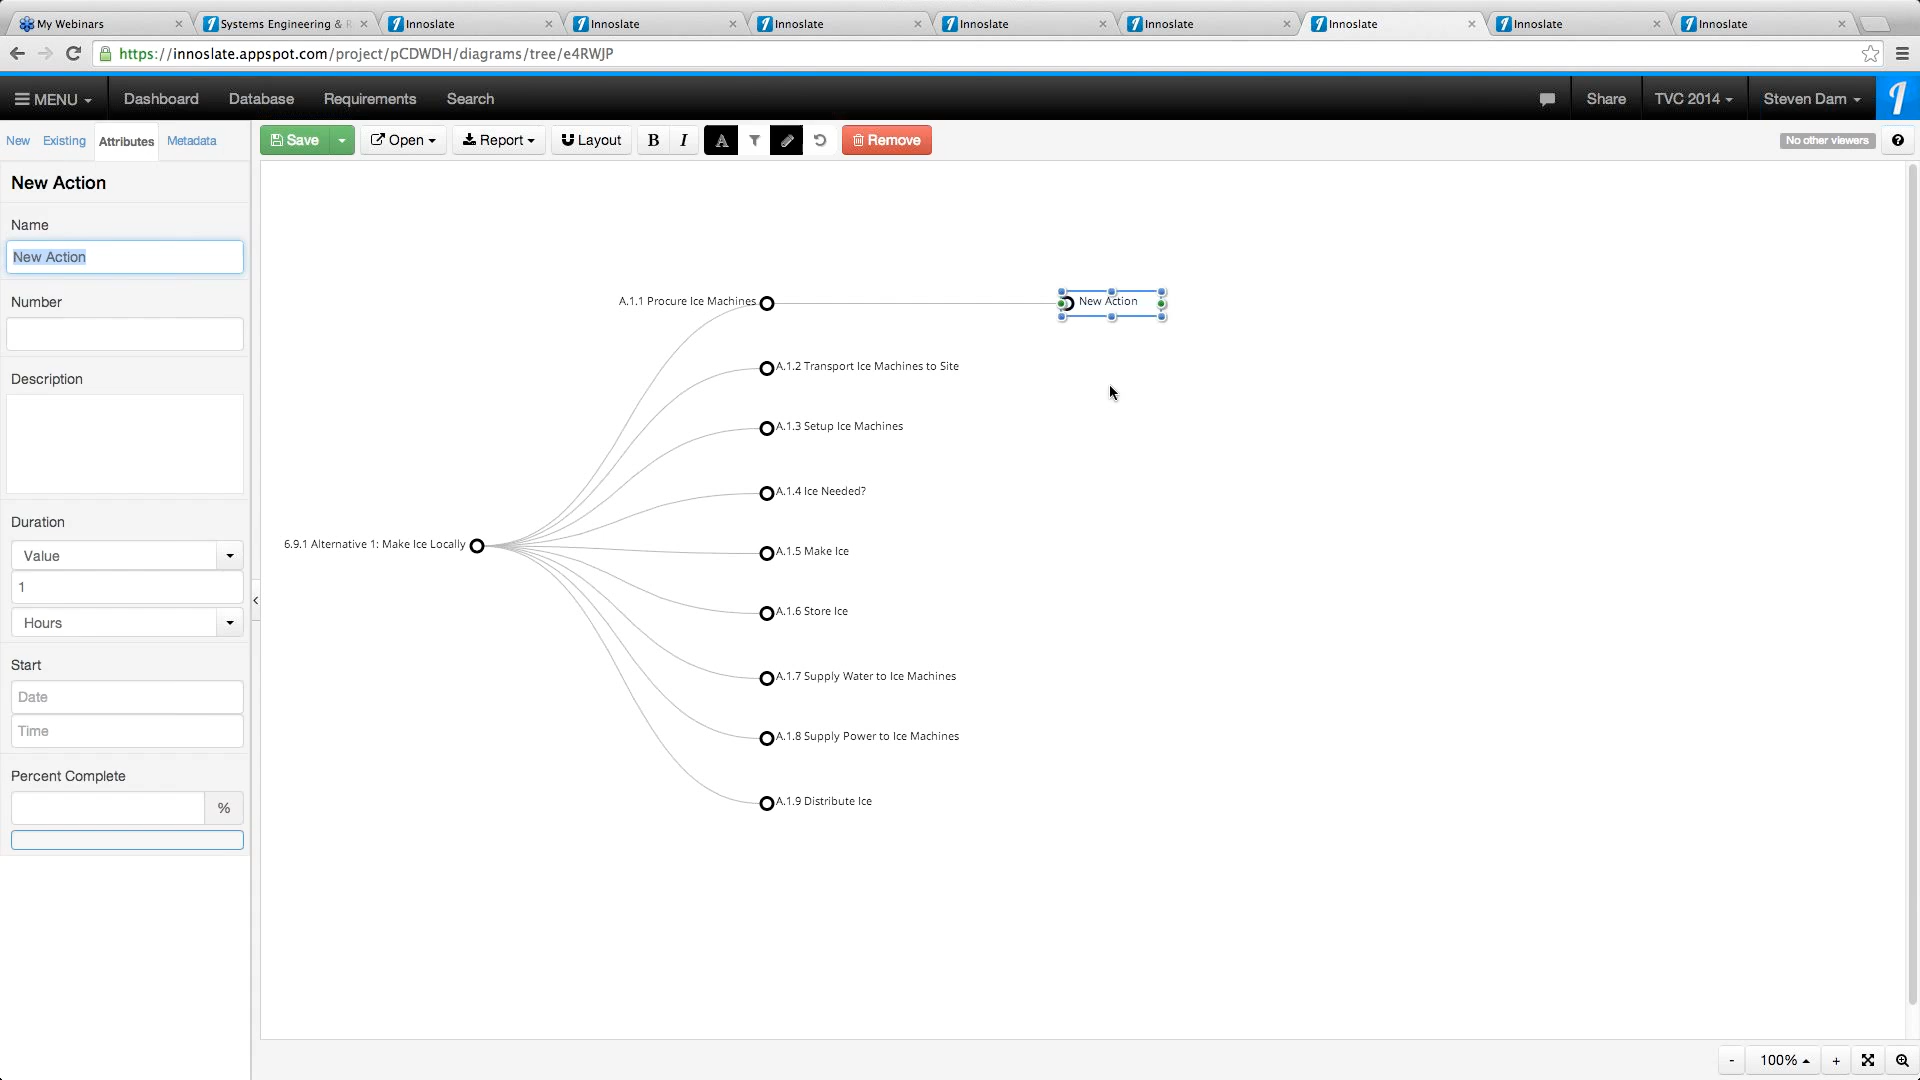 My Webinars
Systems Engineering & R
Innoslate
Innoslate
Innoslate
Innoslate
Innoslate
Innoslate
Innoslate
Innoslate
https://innoslate.appspot.com/project/pCDWDH/diagrams/tree/e4RWJP
MENU Dashboard Database Requirements Search Share TVC 2014 Steven Dam
New Existing Attributes Metadata
Save Open Report Layout B I A Remove No other viewers ?
New Action
Name
New Action
Number
Description
Duration
Value
1
Hours
Start
Date
Time
Percent Complete
%
A.1.1 Procure Ice Machines
New Action
A.1.2 Transport Ice Machines to Site
A.1.3 Setup Ice Machines
A.1.4 Ice Needed?
6.9.1 Alternative 1: Make Ice Locally
A.1.5 Make Ice
A.1.6 Store Ice
A.1.7 Supply Water to Ice Machines
A.1.8 Supply Power to Ice Machines
A.1.9 Distribute Ice
- 100% +